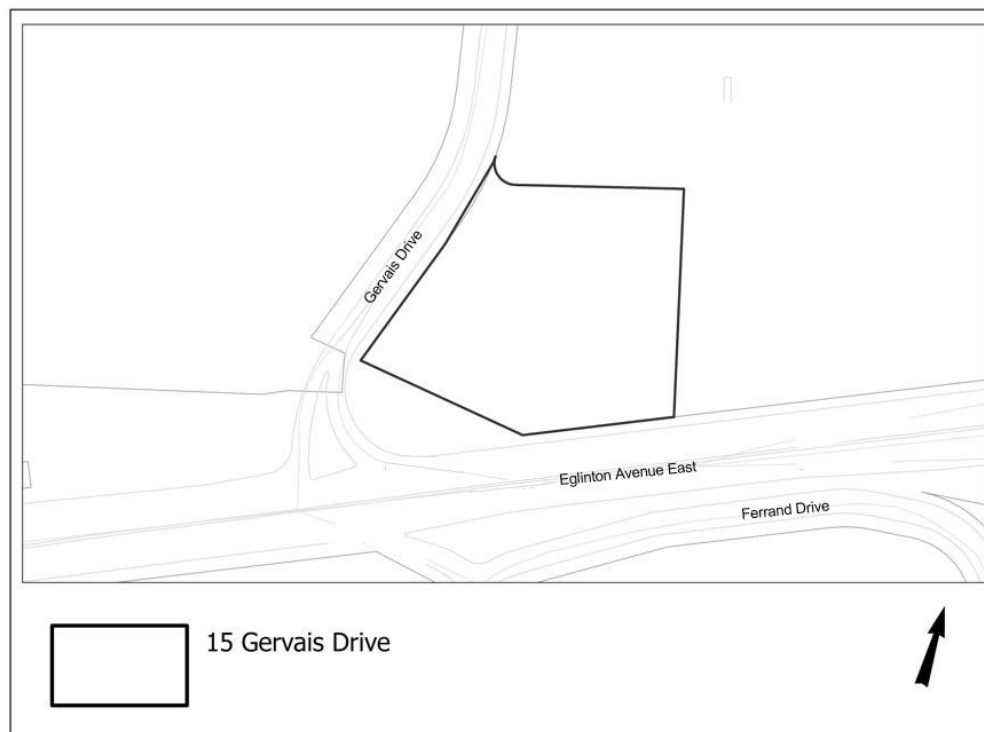 Gervais Drive
Eglinton Avenue East
Ferrand Drive
15 Gervais Drive